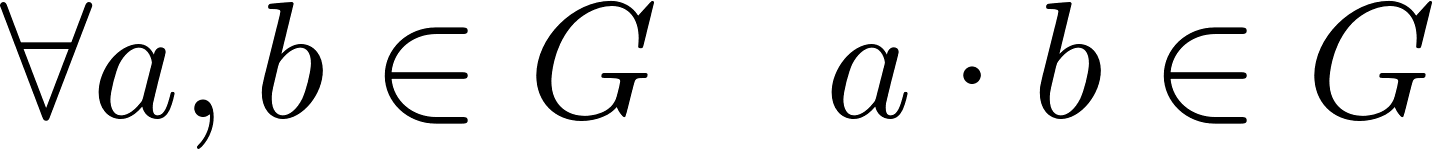 ∀a, b ∈ G a · b ∈ G